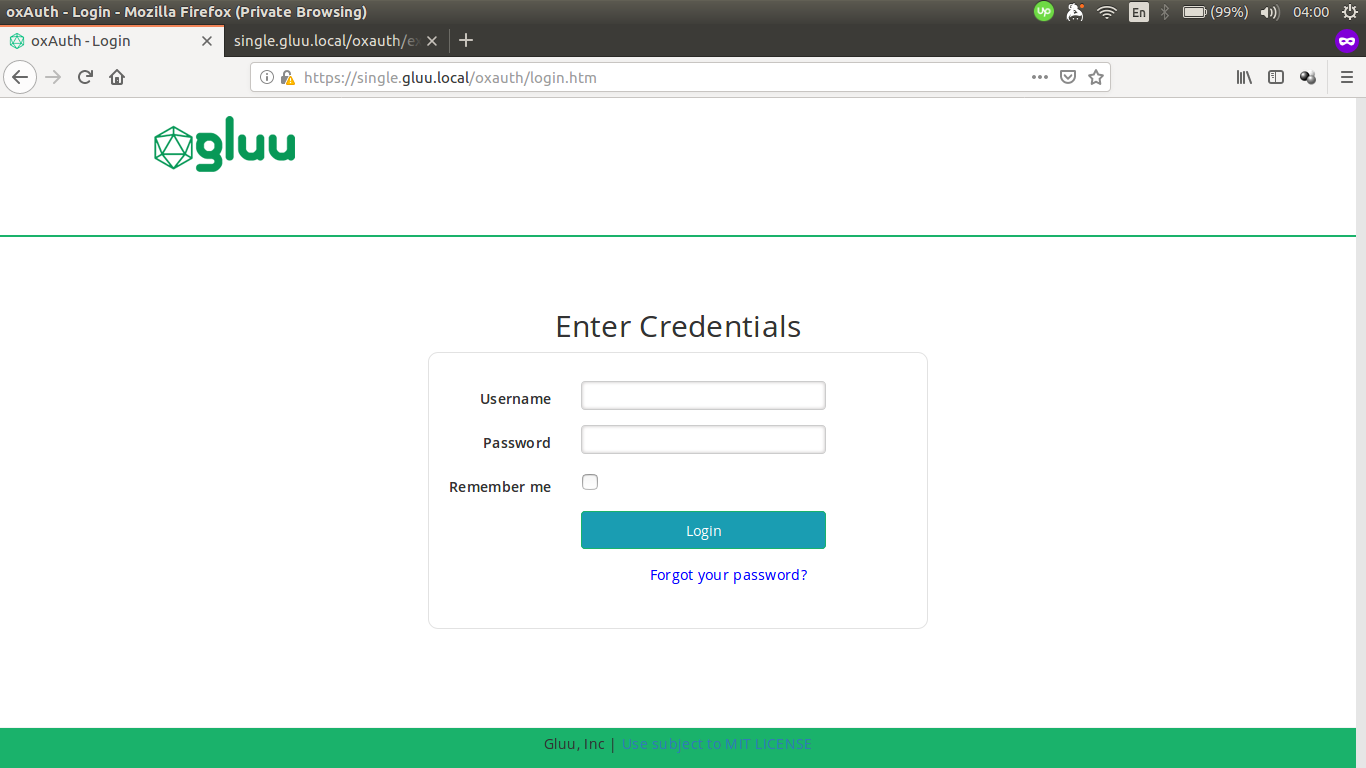 oxAuth - Login - Mozilla Firefox (Private Browsing)
Up
En
(99%)
04:00
oxAuth - Login
single.gluu.local/oxauth/e
https://single.gluu.local/oxauth/login.htm
gluu
Enter Credentials
Username
Password
Remember me
Login
Forgot your password?
Gluu, Inc | Use subject to MIT LICENSE